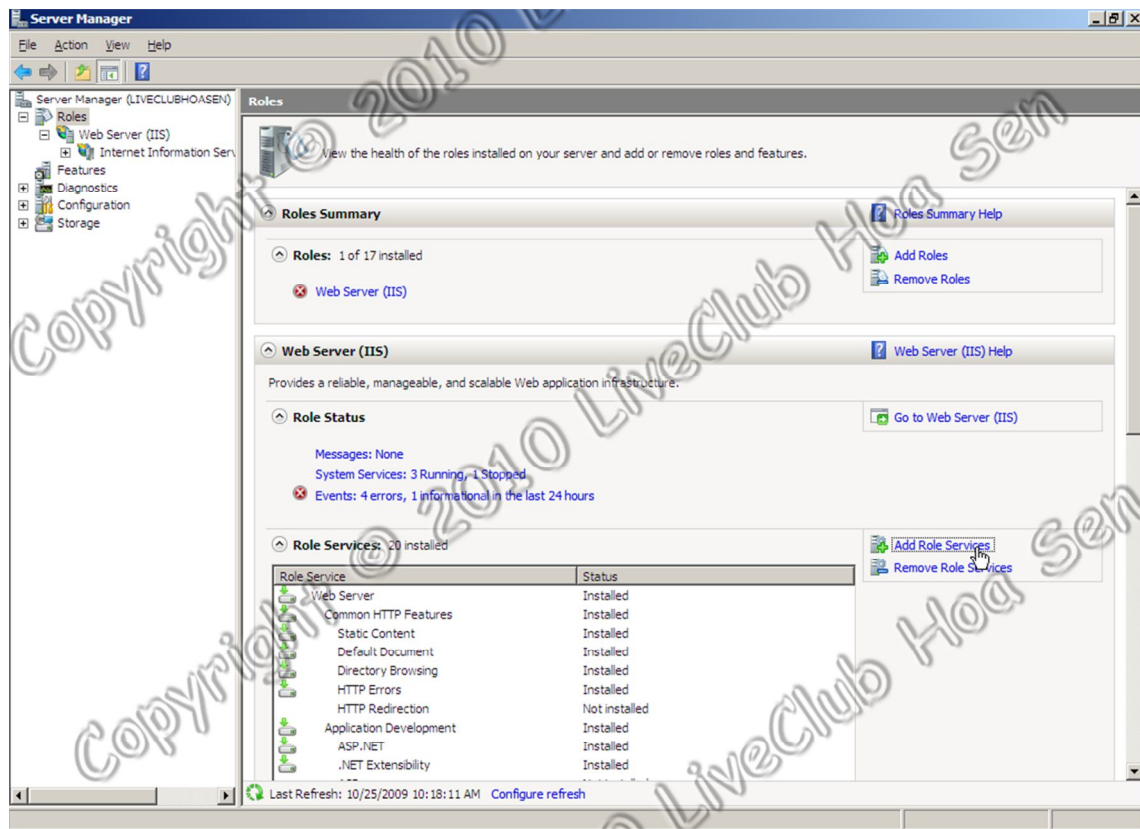 Server Manager
File Action View Help
Server Manager (LIVECLUBHOASEN)
Roles
Web Server (IIS)
Internet Information Serv
Features
Diagnostics
Configuration
Storage
Roles
View the health of the roles installed on your server and add or remove roles and features.
Roles Summary
Roles Summary Help
Roles: 1 of 17 installed
Add Roles
Remove Roles
Web Server (IIS)
Web Server (IIS)
Web Server (IIS) Help
Provides a reliable, manageable, and scalable Web application infrastructure.
Role Status
Go to Web Server (IIS)
Messages: None
System Services: 3 Running, 1 Stopped
Events: 4 errors, 1 informational in the last 24 hours
Role Services: 20 installed
Add Role Services
Remove Role Services
Role Service Status
Web Server Installed
Common HTTP Features Installed
Static Content Installed
Default Document Installed
Directory Browsing Installed
HTTP Errors Installed
HTTP Redirection Not installed
Application Development Installed
ASP.NET Installed
.NET Extensibility Installed
Last Refresh: 10/25/2009 10:18:11 AM Configure refresh
Copyright © 2010 LiveClub Hoa Sen
Copyright © 2010 LiveClub Hoa Sen